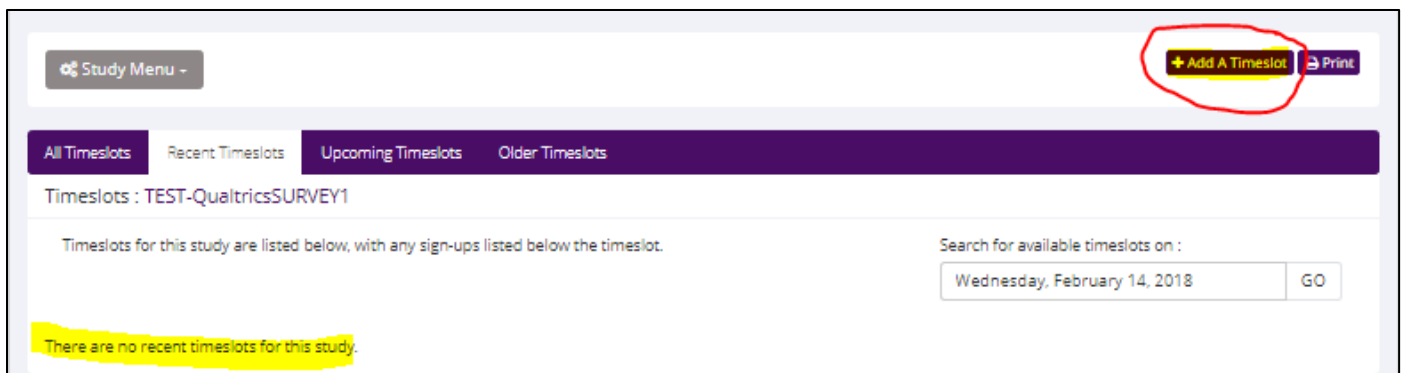 Study Menu -
+ Add A Timeslot
Print
All Timeslots Recent Timeslots Upcoming Timeslots Older Timeslots
Timeslots : TEST-QualtricsSURVEY1
Timeslots for this study are listed below, with any sign-ups listed below the timeslot.
Search for available timeslots on :
Wednesday, February 14, 2018 GO
There are no recent timeslots for this study.